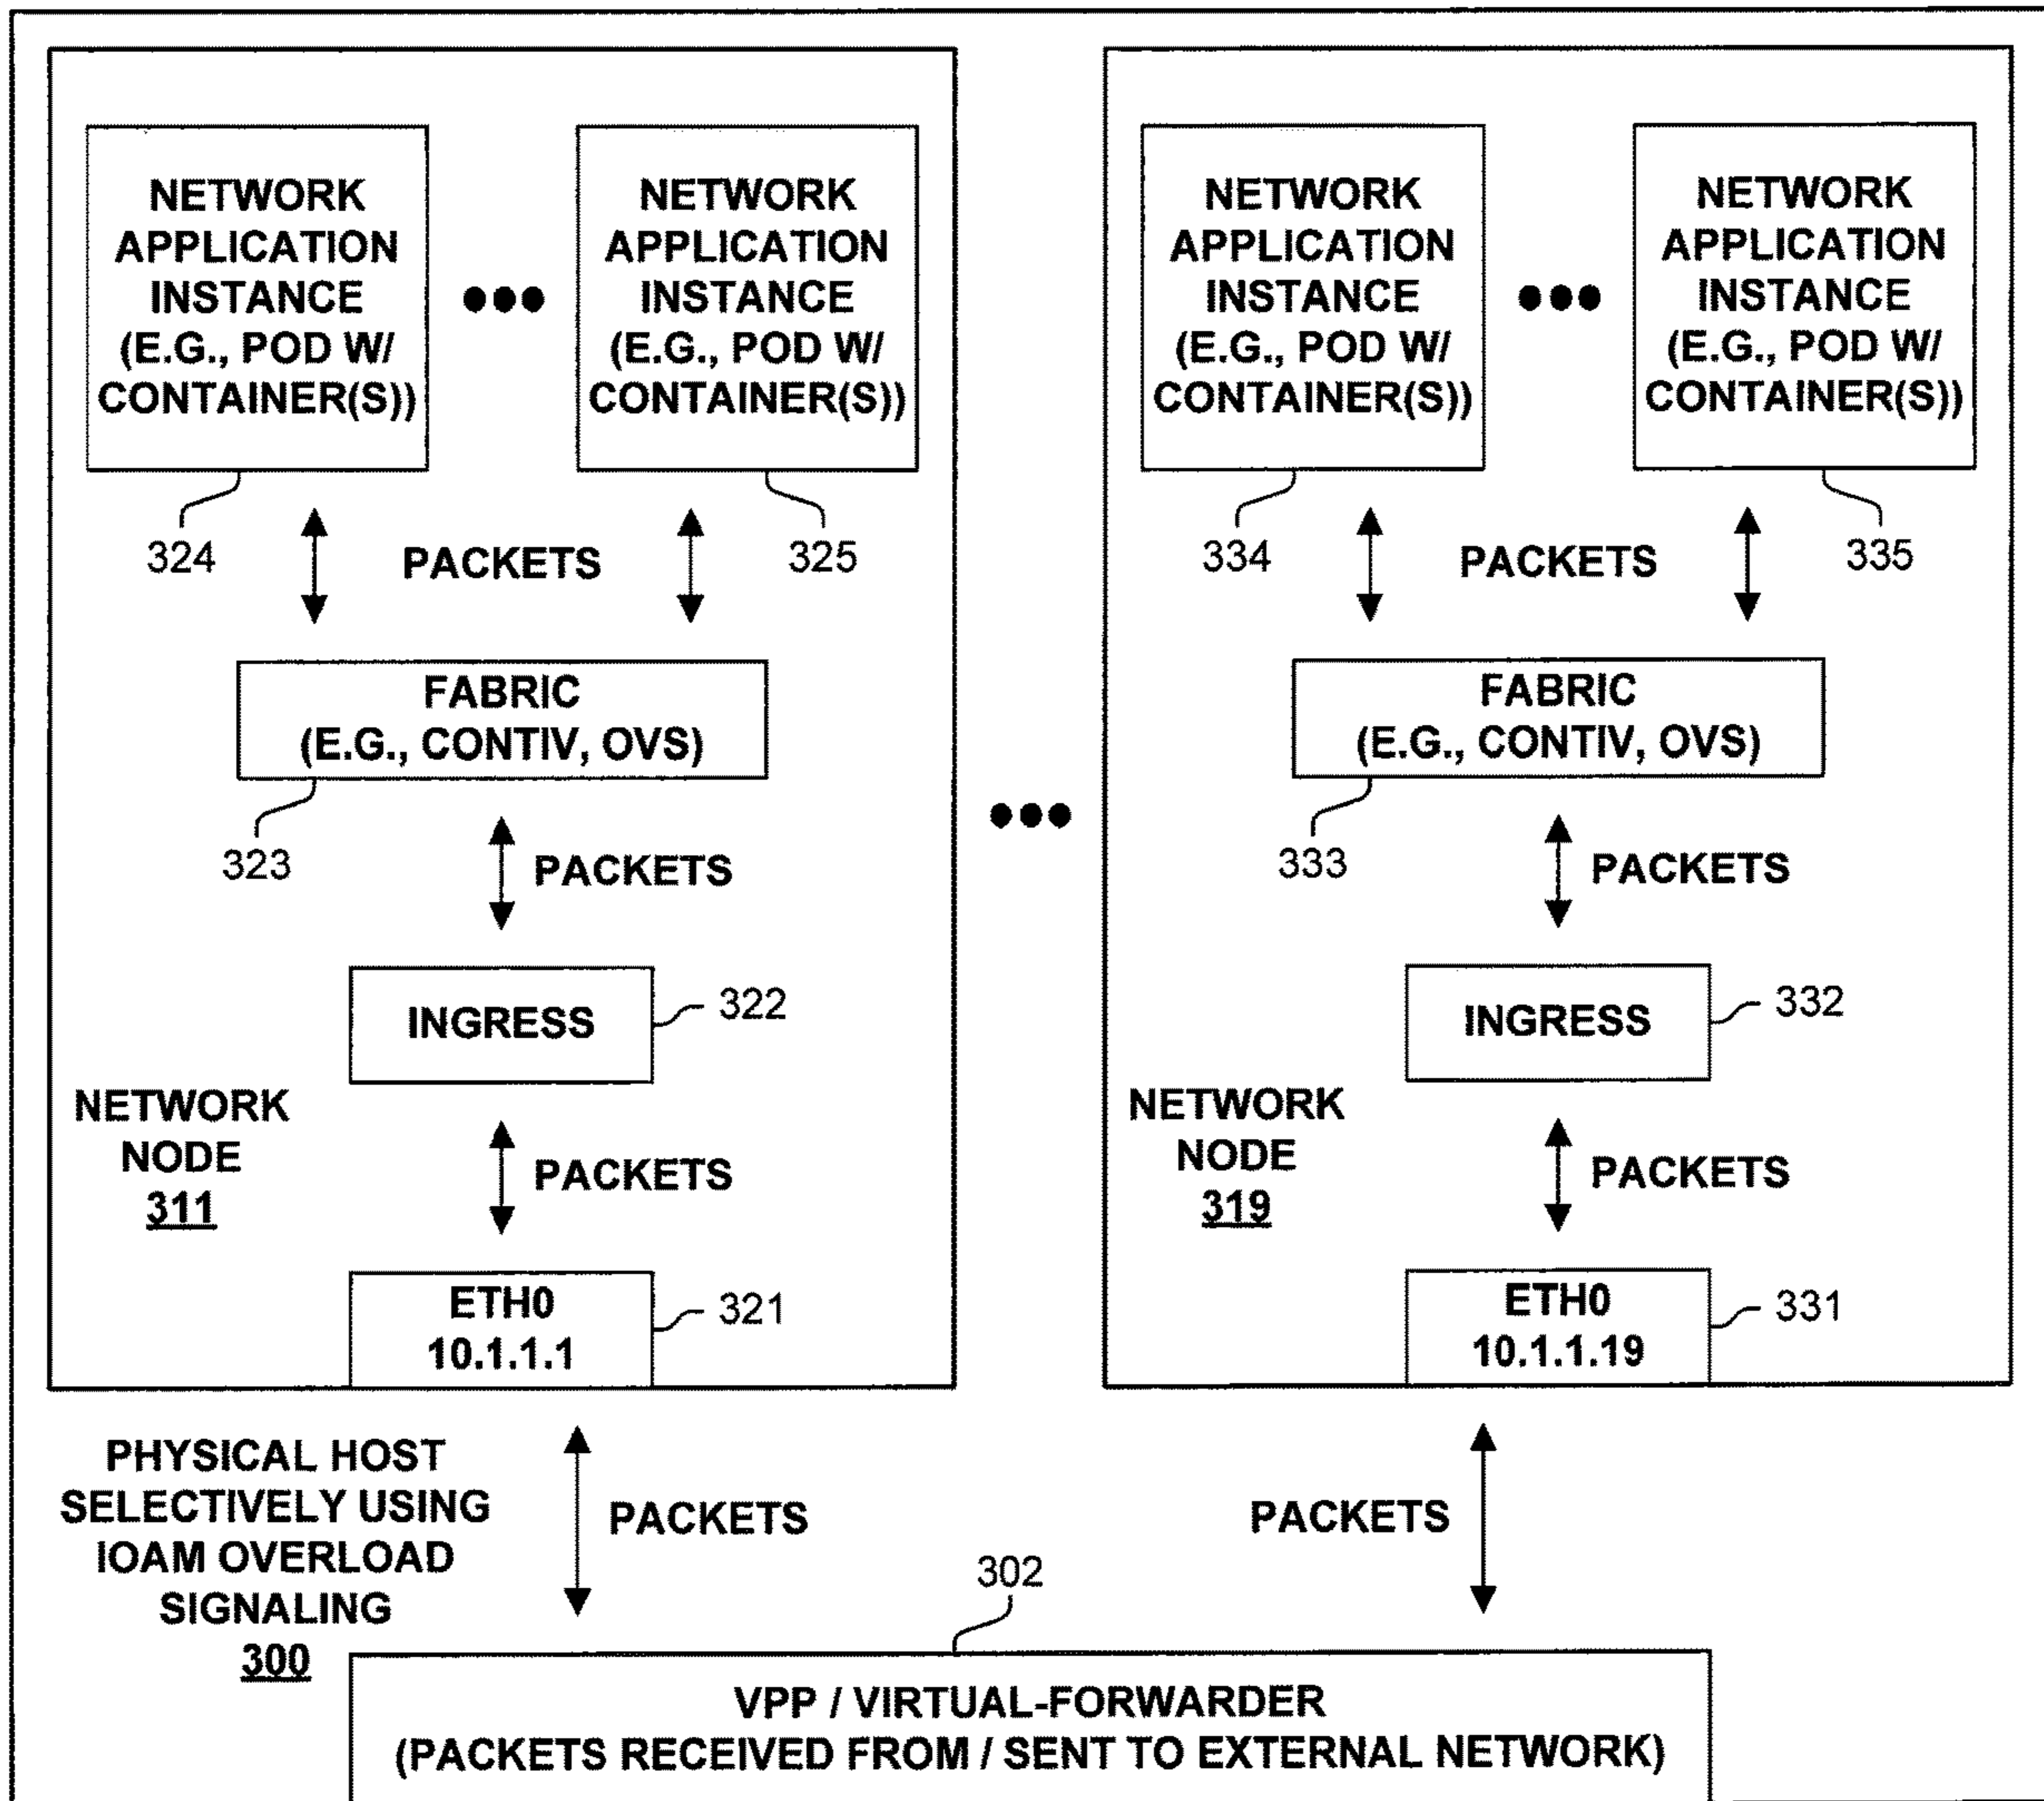 NETWORK
APPLICATION
INSTANCE
(E.G., POD W/
CONTAINER(S))
324
NETWORK
APPLICATION
INSTANCE
(E.G., POD W/
CONTAINER(S))
325
PACKETS
FABRIC
(E.G., CONTIV, OVS)
323
PACKETS
INGRESS
322
NETWORK
NODE
311
PACKETS
ETH0
10.1.1.1
321
NETWORK
APPLICATION
INSTANCE
(E.G., POD W/
CONTAINER(S))
334
NETWORK
APPLICATION
INSTANCE
(E.G., POD W/
CONTAINER(S))
335
PACKETS
FABRIC
(E.G., CONTIV, OVS)
333
PACKETS
INGRESS
332
NETWORK
NODE
319
PACKETS
ETH0
10.1.1.19
331
PHYSICAL HOST
SELECTIVELY USING
IOAM OVERLOAD
SIGNALING
300
PACKETS
PACKETS
302
VPP / VIRTUAL-FORWARDER
(PACKETS RECEIVED FROM / SENT TO EXTERNAL NETWORK)